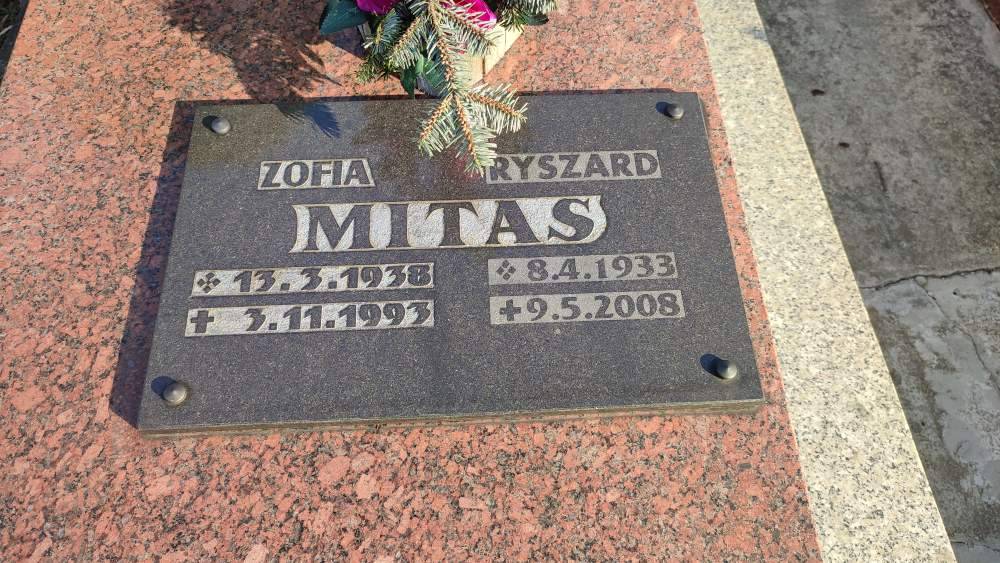 ZOFIA RYSZARD
MITAS
13.3.1938 8.4.1933
3.11.1993 9.5.2008